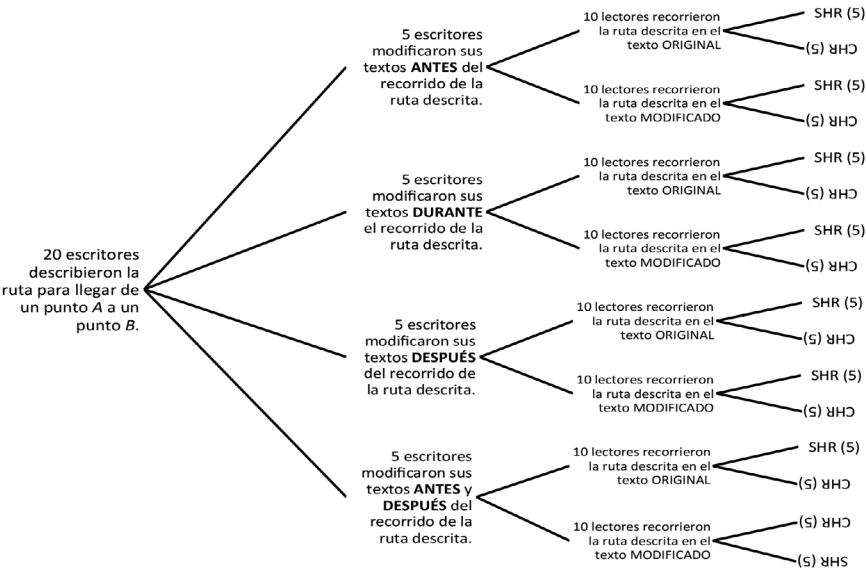 20 escritores
describieron la
ruta para llegar de
un punto A a un
punto B.
5 escritores
modificaron sus
textos ANTES del
recorrido de la
ruta descrita.
10 lectores recorrieron
la ruta descrita en el
texto ORIGINAL
SHR (5)
CHR (5)
10 lectores recorrieron
la ruta descrita en el
texto MODIFICADO
SHR (5)
CHR (5)
5 escritores
modificaron sus
textos DURANTE
el recorrido de la
ruta descrita.
10 lectores recorrieron
la ruta descrita en el
texto ORIGINAL
SHR (5)
CHR (5)
10 lectores recorrieron
la ruta descrita en el
texto MODIFICADO
SHR (5)
CHR (5)
5 escritores
modificaron sus
textos DESPUÉS
del recorrido de
la ruta descrita.
10 lectores recorrieron
la ruta descrita en el
texto ORIGINAL
SHR (5)
CHR (5)
10 lectores recorrieron
la ruta descrita en el
texto MODIFICADO
SHR (5)
CHR (5)
5 escritores
modificaron sus
textos ANTES y
DESPUÉS del
recorrido de la
ruta descrita.
10 lectores recorrieron
la ruta descrita en el
texto ORIGINAL
SHR (5)
CHR (5)
10 lectores recorrieron
la ruta descrita en el
texto MODIFICADO
CHR (5)
SHR (5)